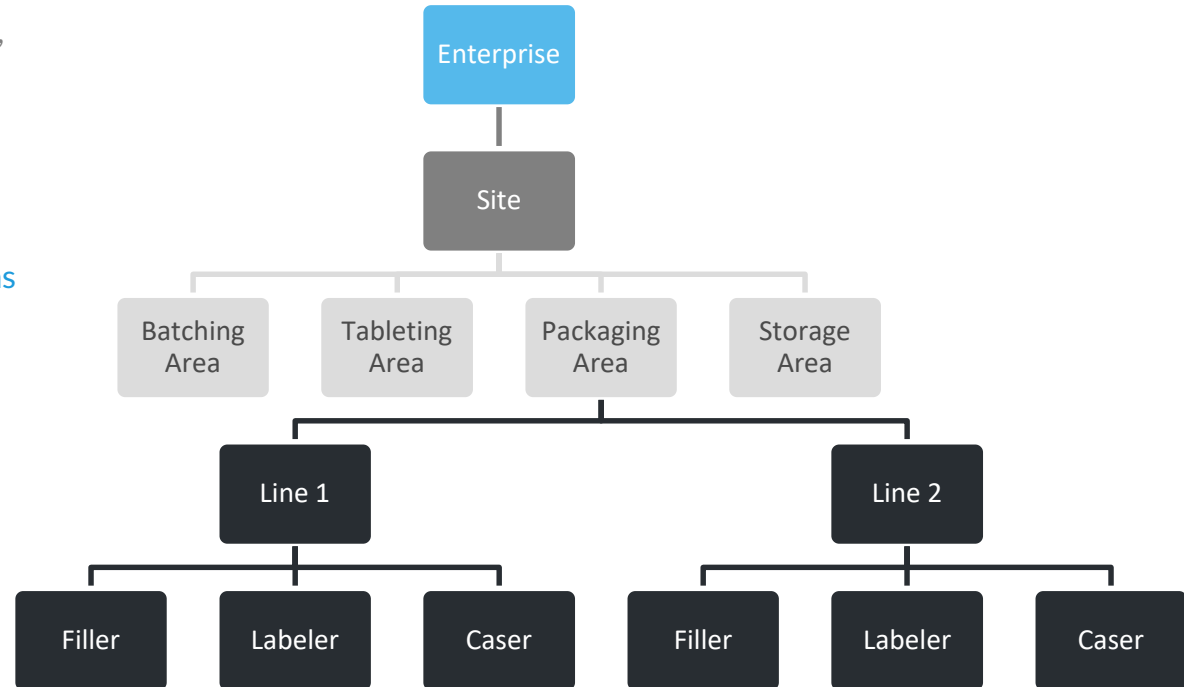 ,
Enterprise
Site
as
Batching
Area
Tableting
Area
Packaging
Area
Storage
Area
Line 1
Line 2
Filler
Labeler
Caser
Filler
Labeler
Caser